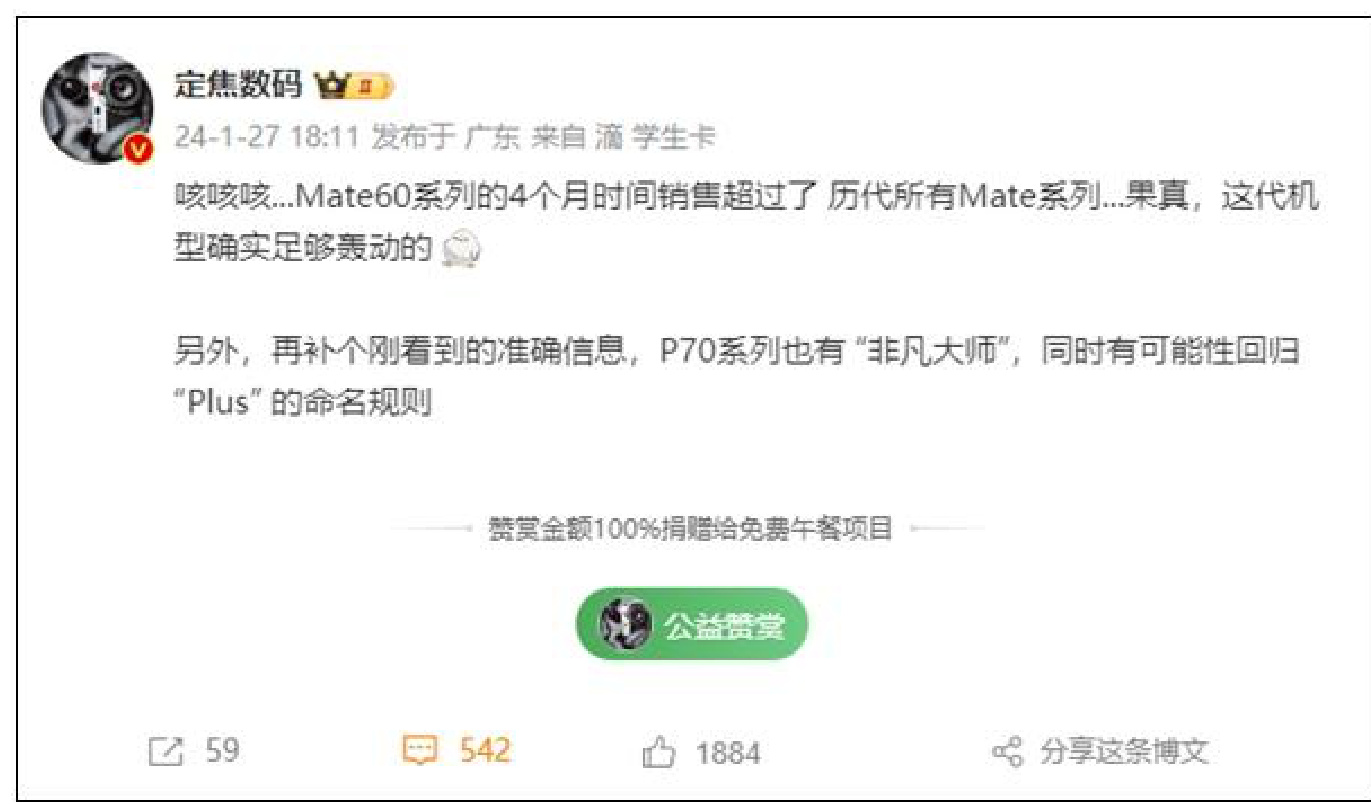 定焦数码 II
24-1-27 18:11 发布于 广东 来自 滴 学生卡
咳咳咳...Mate60系列的4个月时间销售超过了 历代所有Mate系列...果真，这代机
型确实足够轰动的
另外，再补个刚看到的准确信息，P70系列也有 “非凡大师”，同时有可能性回归
“Plus” 的命名规则
赞赏金额100%捐赠给免费午餐项目
公益赞赏
59 542 1884 分享这条博文